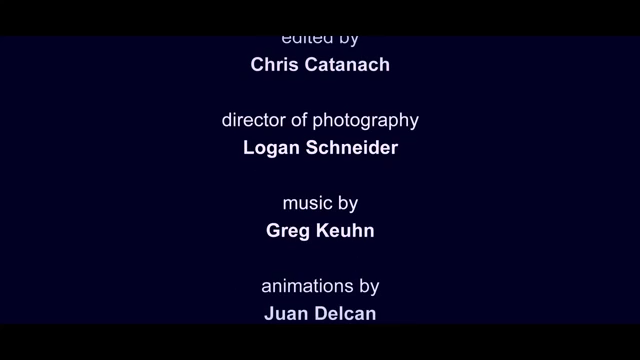 edited by
Chris Catanach
director of photography
Logan Schneider
music by
Greg Keuhn
animations by
Juan Delcan